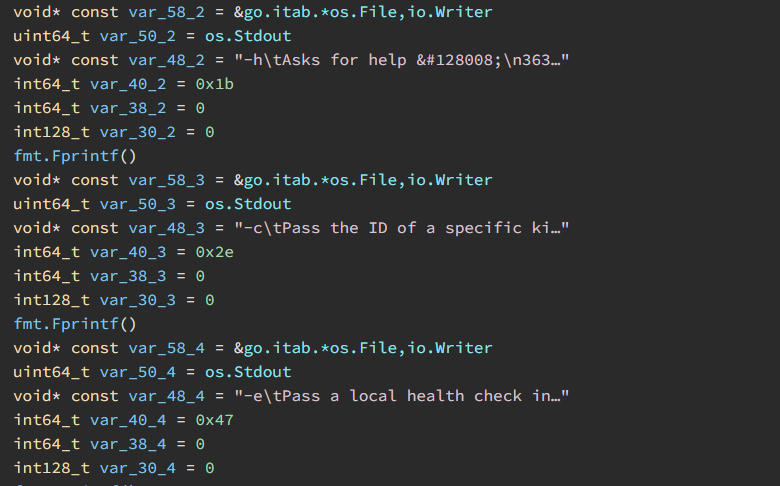 void* const var_58_2 = &go.itab.*os.File,io.Writer
uint64_t var_50_2 = os.Stdout
void* const var_48_2 = "-h\tAsks for help &#128008;\n363…"
int64_t var_40_2 = 0x1b
int64_t var_38_2 = 0
int128_t var_30_2 = 0
fmt.Fprintf()
void* const var_58_3 = &go.itab.*os.File,io.Writer
uint64_t var_50_3 = os.Stdout
void* const var_48_3 = "-c\tPass the ID of a specific ki…"
int64_t var_40_3 = 0x2e
int64_t var_38_3 = 0
int128_t var_30_3 = 0
fmt.Fprintf()
void* const var_58_4 = &go.itab.*os.File,io.Writer
uint64_t var_50_4 = os.Stdout
void* const var_48_4 = "-e\tPass a local health check in…"
int64_t var_40_4 = 0x47
int64_t var_38_4 = 0
int128_t var_30_4 = 0